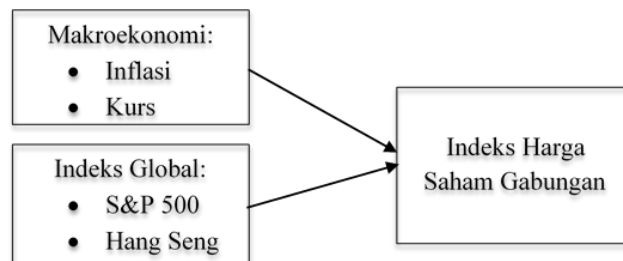 Makroekonomi:
• Inflasi
• Kurs
Indeks Global:
• S&P 500
• Hang Seng
Indeks Harga
Saham Gabungan